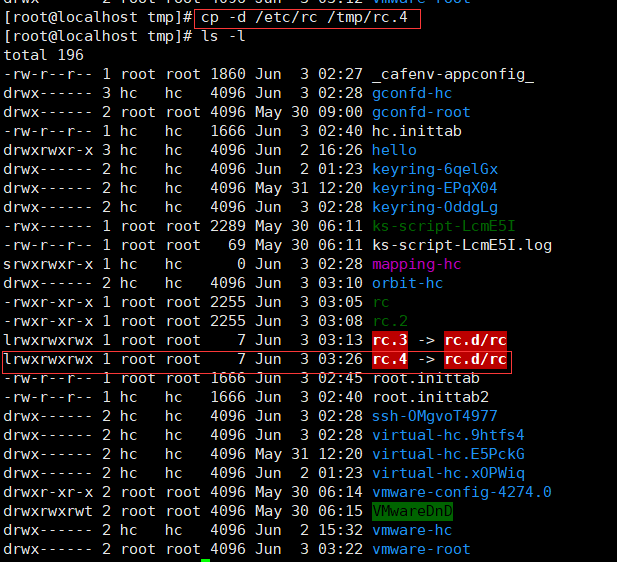 [root@localhost tmp]# cp -d /etc/rc /tmp/rc.4
[root@localhost tmp]# ls -l
total 196
-rw-r--r-- 1 root root 1860 Jun  3 02:27 _cafenv-appconfig_
drwx------ 3 hc   hc   4096 Jun  3 02:28 gconfd-hc
drwx------ 2 root root 4096 May 30 09:00 gconfd-root
-rw-r--r-- 1 hc   hc   1666 Jun  3 02:40 hc.inittab
drwxrwxr-x 3 hc   hc   4096 Jun  2 16:26 hello
drwx------ 2 hc   hc   4096 Jun  2 01:23 keyring-6qelGx
drwx------ 2 hc   hc   4096 May 31 12:20 keyring-EPqX04
drwx------ 2 hc   hc   4096 Jun  3 02:28 keyring-OddgLg
-rwx------ 1 root root 2289 May 30 06:11 ks-script-LcmE5I
-rw-r--r-- 1 root root   69 May 30 06:11 ks-script-LcmE5I.log
srwxrwxr-x 1 hc   hc      0 Jun  3 02:28 mapping-hc
drwx------ 2 hc   hc   4096 Jun  3 03:10 orbit-hc
-rwxr-xr-x 1 root root 2255 Jun  3 03:05 rc
-rwxr-xr-x 1 root root 2255 Jun  3 03:08 rc.2
lrwxrwxrwx 1 root root    7 Jun  3 03:13 rc.3 -> rc.d/rc
lrwxrwxrwx 1 root root    7 Jun  3 03:26 rc.4 -> rc.d/rc
-rw-r--r-- 1 root root 1666 Jun  3 02:45 root.inittab
-rw-r--r-- 1 hc   hc   1666 Jun  3 02:40 root.inittab2
drwx------ 2 hc   hc   4096 Jun  3 02:28 ssh-OMgvoT4977
drwx------ 2 hc   hc   4096 Jun  3 02:28 virtual-hc.9htfs4
drwx------ 2 hc   hc   4096 May 31 12:20 virtual-hc.E5PckG
drwx------ 2 hc   hc   4096 Jun  2 01:23 virtual-hc.xOPWiq
drwxr-xr-x 2 root root 4096 May 30 06:14 vmware-config-4274.0
drwxrwxrwt 2 root root 4096 May 30 06:15 VMwareDnD
drwx------ 2 hc   hc   4096 Jun  2 15:32 vmware-hc
drwx------ 2 root root 4096 Jun  3 03:22 vmware-root